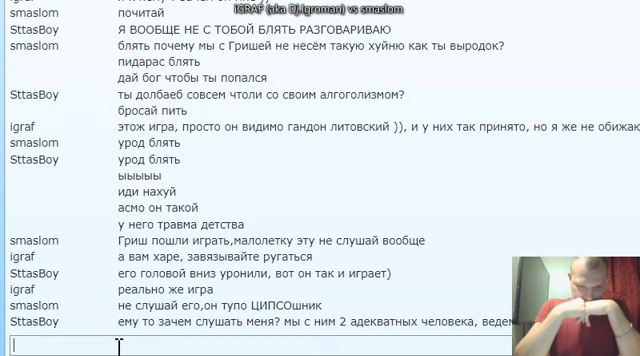 iGRAF (aka Dj.Igroman) vs smaslom
smaslom почитай
SttasBoy Я ВООБЩЕ НЕ С ТОБОЙ БЛЯТЬ РАЗГОВАРИВАЮ
smaslom блять почему мы с Гришей не несём такую хуйню как ты выродок?
пидарас блять
дай бог чтобы ты попался
SttasBoy ты долбаеб совсем чтоли со своим алгоголизмом?
бросай пить
igraf этож игра, просто он видимо гандон литовский )), и у них так принято, но я же не обижаю
smaslom урод блять
SttasBoy урод блять
ыыыыы
иди нахуй
асмо он такой
у него травма детства
smaslom Гриш пошли играть,малолетку эту не слушай вообще
igraf а вам харе, завязывайте ругаться
SttasBoy его головой вниз уронили, вот он так и играет)
igraf реально же игра
smaslom не слушай его,он тупо ЦИПСОшник
SttasBoy ему то зачем слушать меня? мы с ним 2 адекватных человека, ведем